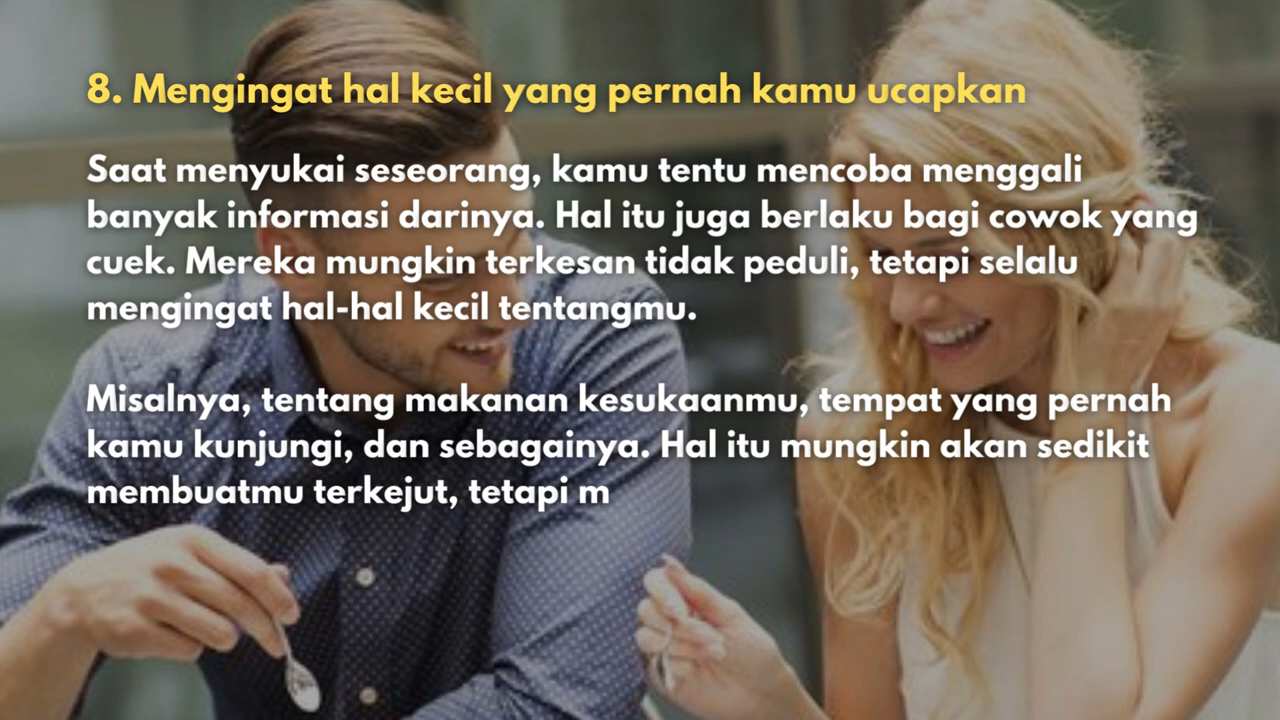 8. Mengingat hal kecil yang pernah kamu ucapkan
Saat menyukai seseorang, kamu tentu mencoba menggali
banyak informasi darinya. Hal itu juga berlaku bagi cowok yang
cuek. Mereka mungkin terkesan tidak peduli, tetapi selalu
mengingat hal-hal kecil tentangmu.
Misalnya, tentang makanan kesukaanmu, tempat yang pernah
kamu kunjungi, dan sebagainya. Hal itu mungkin akan sedikit
membuatmu terkejut, tetapi m